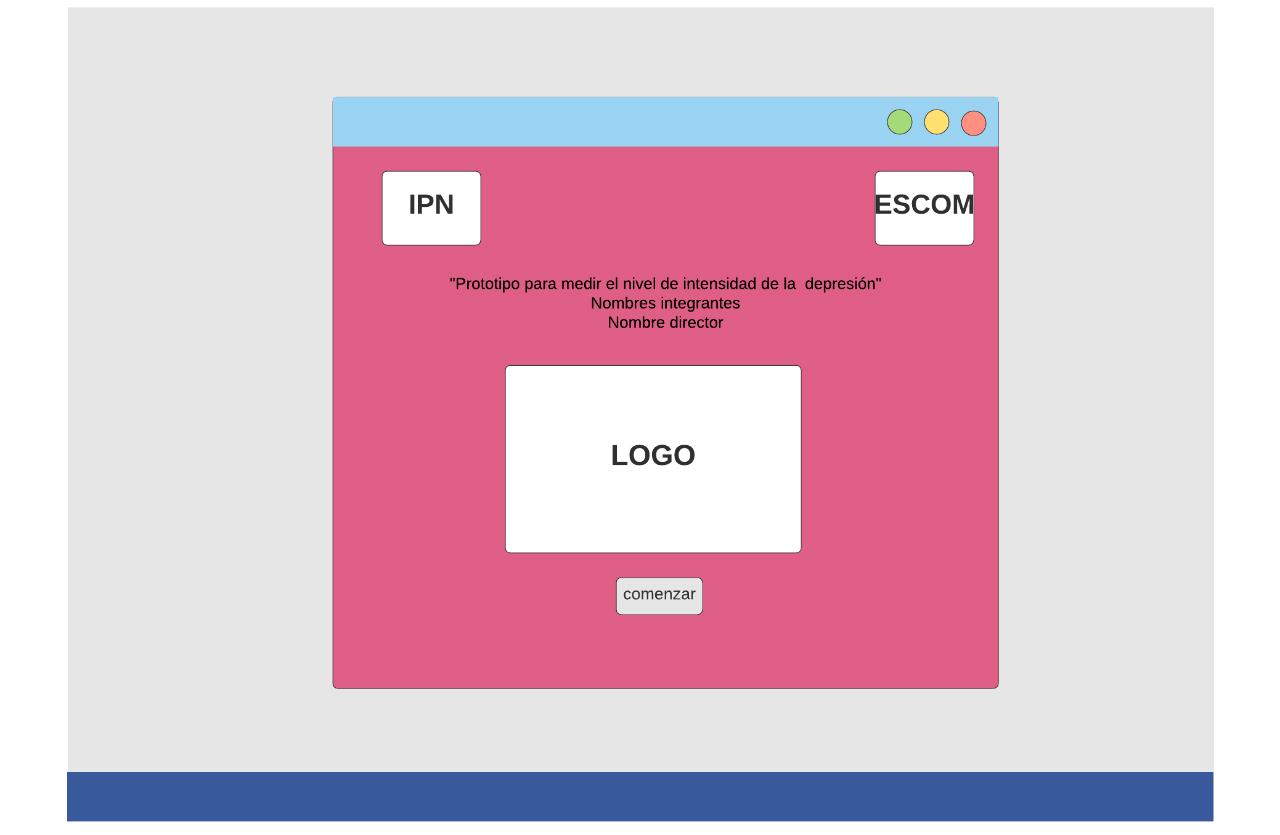 IPN
ESCOM
"Prototipo para medir el nivel de intensidad de la  depresión"
Nombres integrantes
Nombre director
LOGO
comenzar